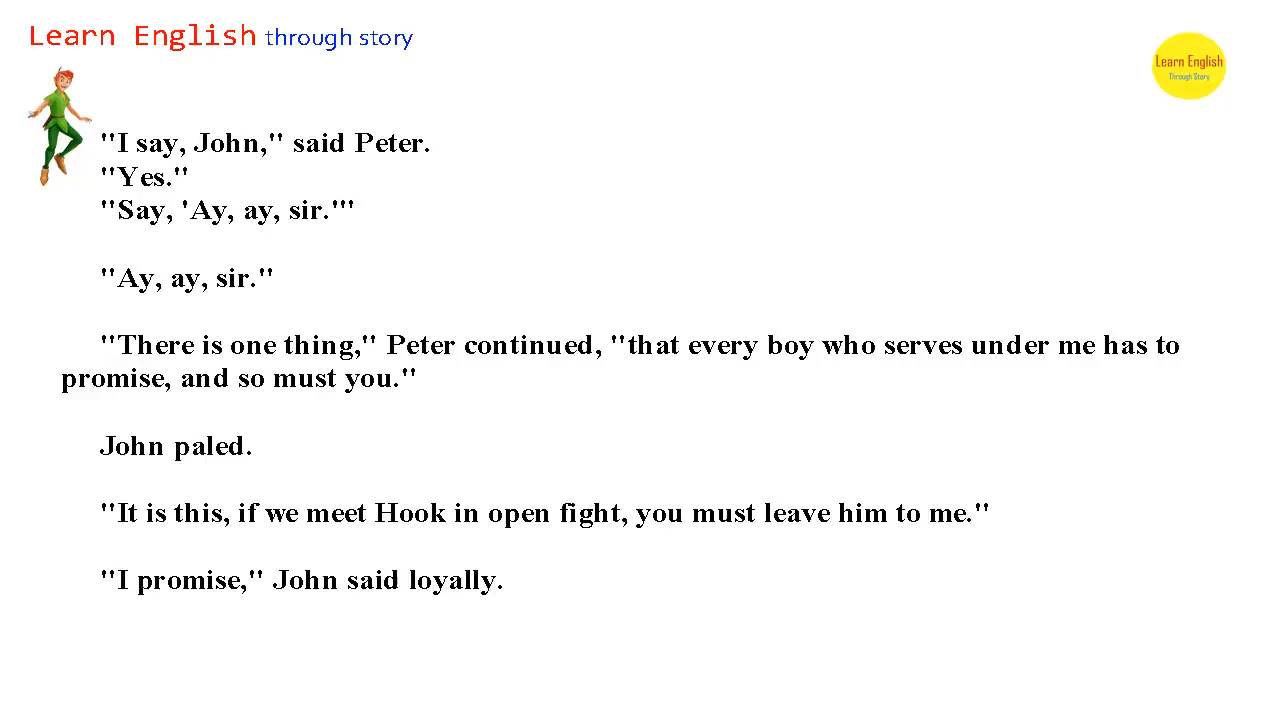 Learn English through story
Learn English
Through Story
"I say, John," said Peter.
"Yes."
"Say, 'Ay, ay, sir.'"
"Ay, ay, sir."
"There is one thing," Peter continued, "that every boy who serves under me has to
promise, and so must you."
John paled.
"It is this, if we meet Hook in open fight, you must leave him to me."
"I promise," John said loyally.